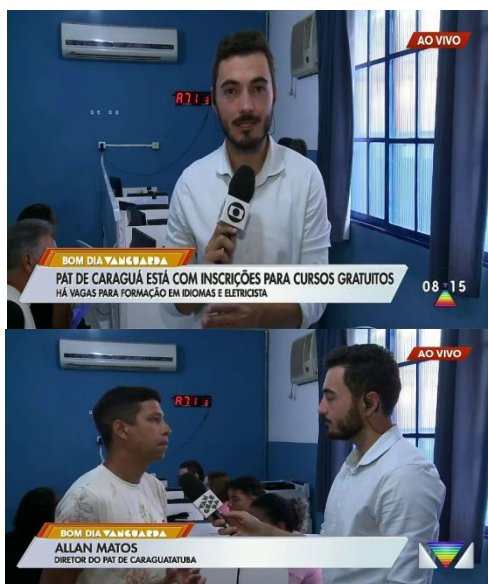 AO VIVO
BOM DIA VANGUARDA
PAT DE CARAGUÁ ESTÁ COM INSCRIÇÕES PARA CURSOS GRATUITOS
HÁ VAGAS PARA FORMAÇÃO EM IDIOMAS E ELETRICISTA
08 15
AO VIVO
BOM DIA VANGUARDA
ALLAN MATOS
DIRETOR DO PAT DE CARAGUATATUBA